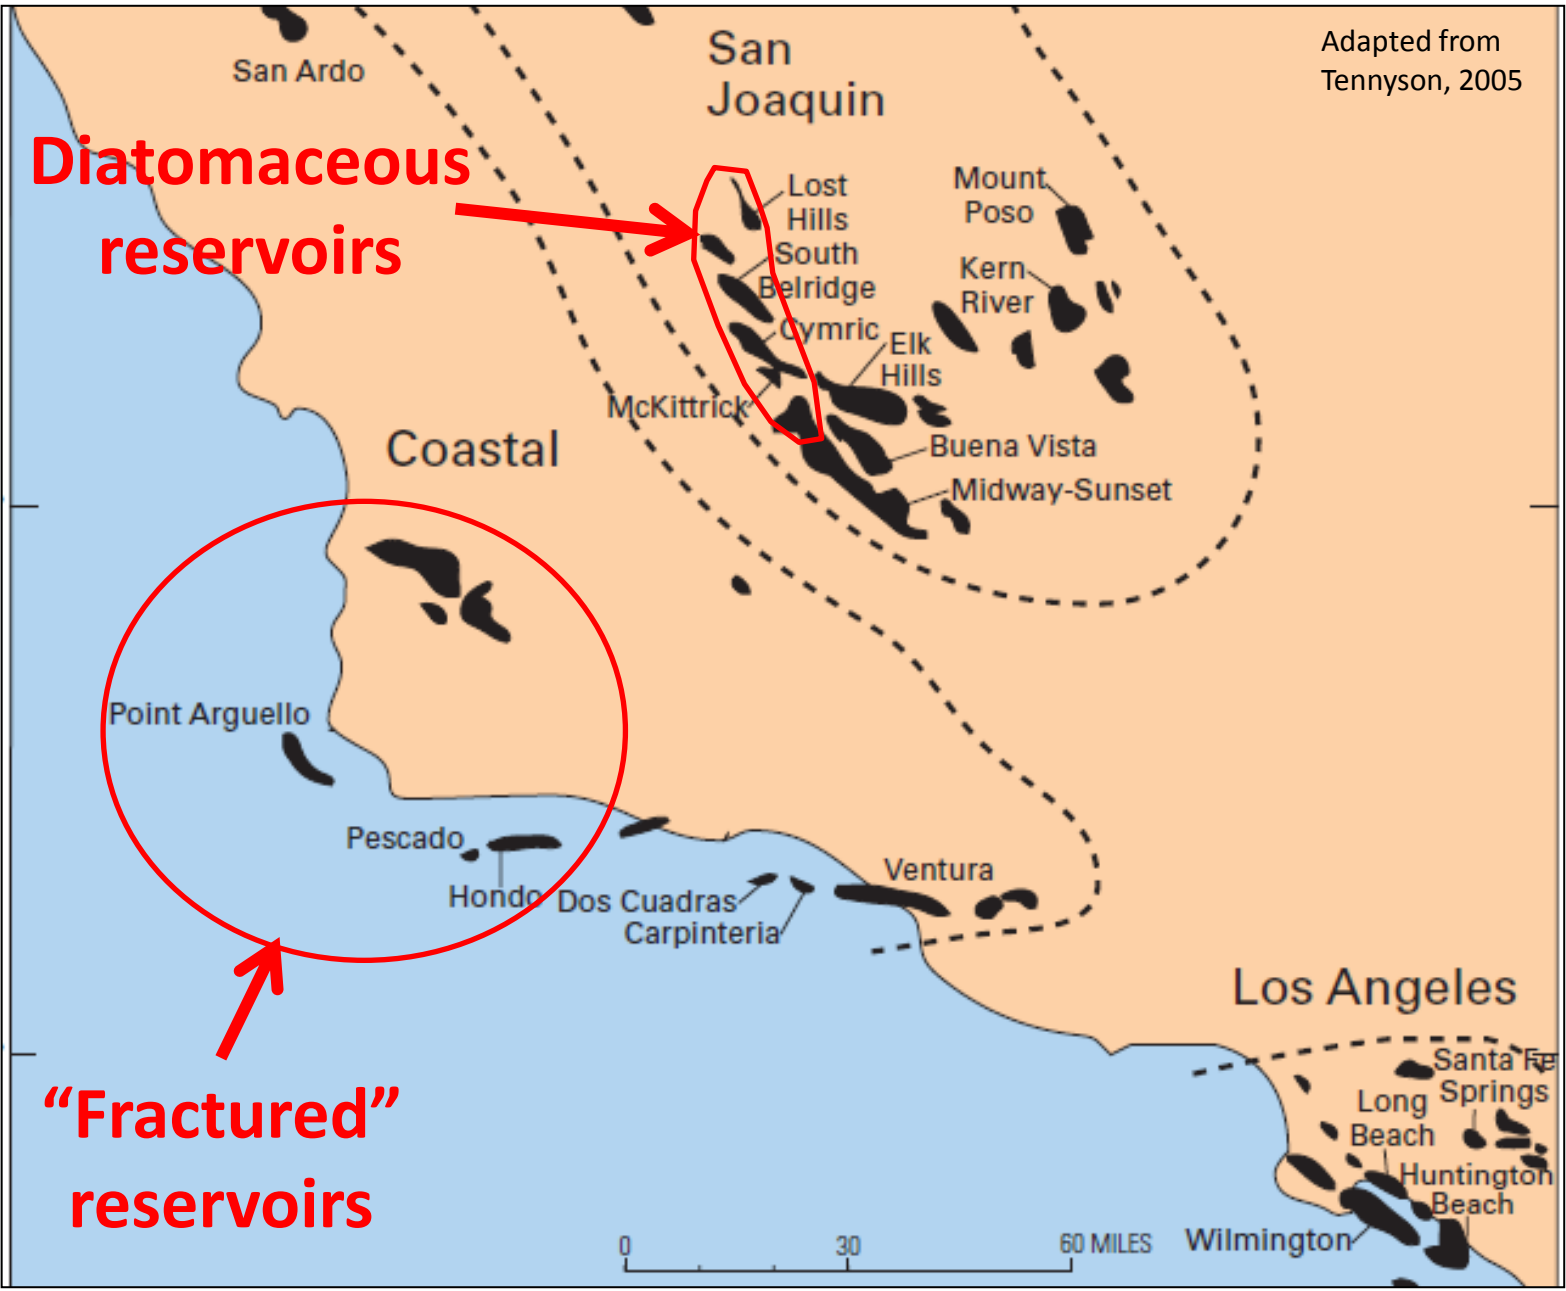 Adapted from
Tennyson, 2005
San Ardo
San
Joaquin
Diatomaceous
reservoirs
Lost
Hills
Mount
Poso
South
Belridge
Kern
River
Cymric
Elk
Hills
McKittrick
Coastal
Buena Vista
Midway-Sunset
Point Arguello
Pescado
Hondo
Dos Cuadras
Carpinteria
Ventura
Los Angeles
Santa Fe
Springs
Long
Beach
Huntington
Beach
Wilmington
“Fractured”
reservoirs
0 30 60 MILES